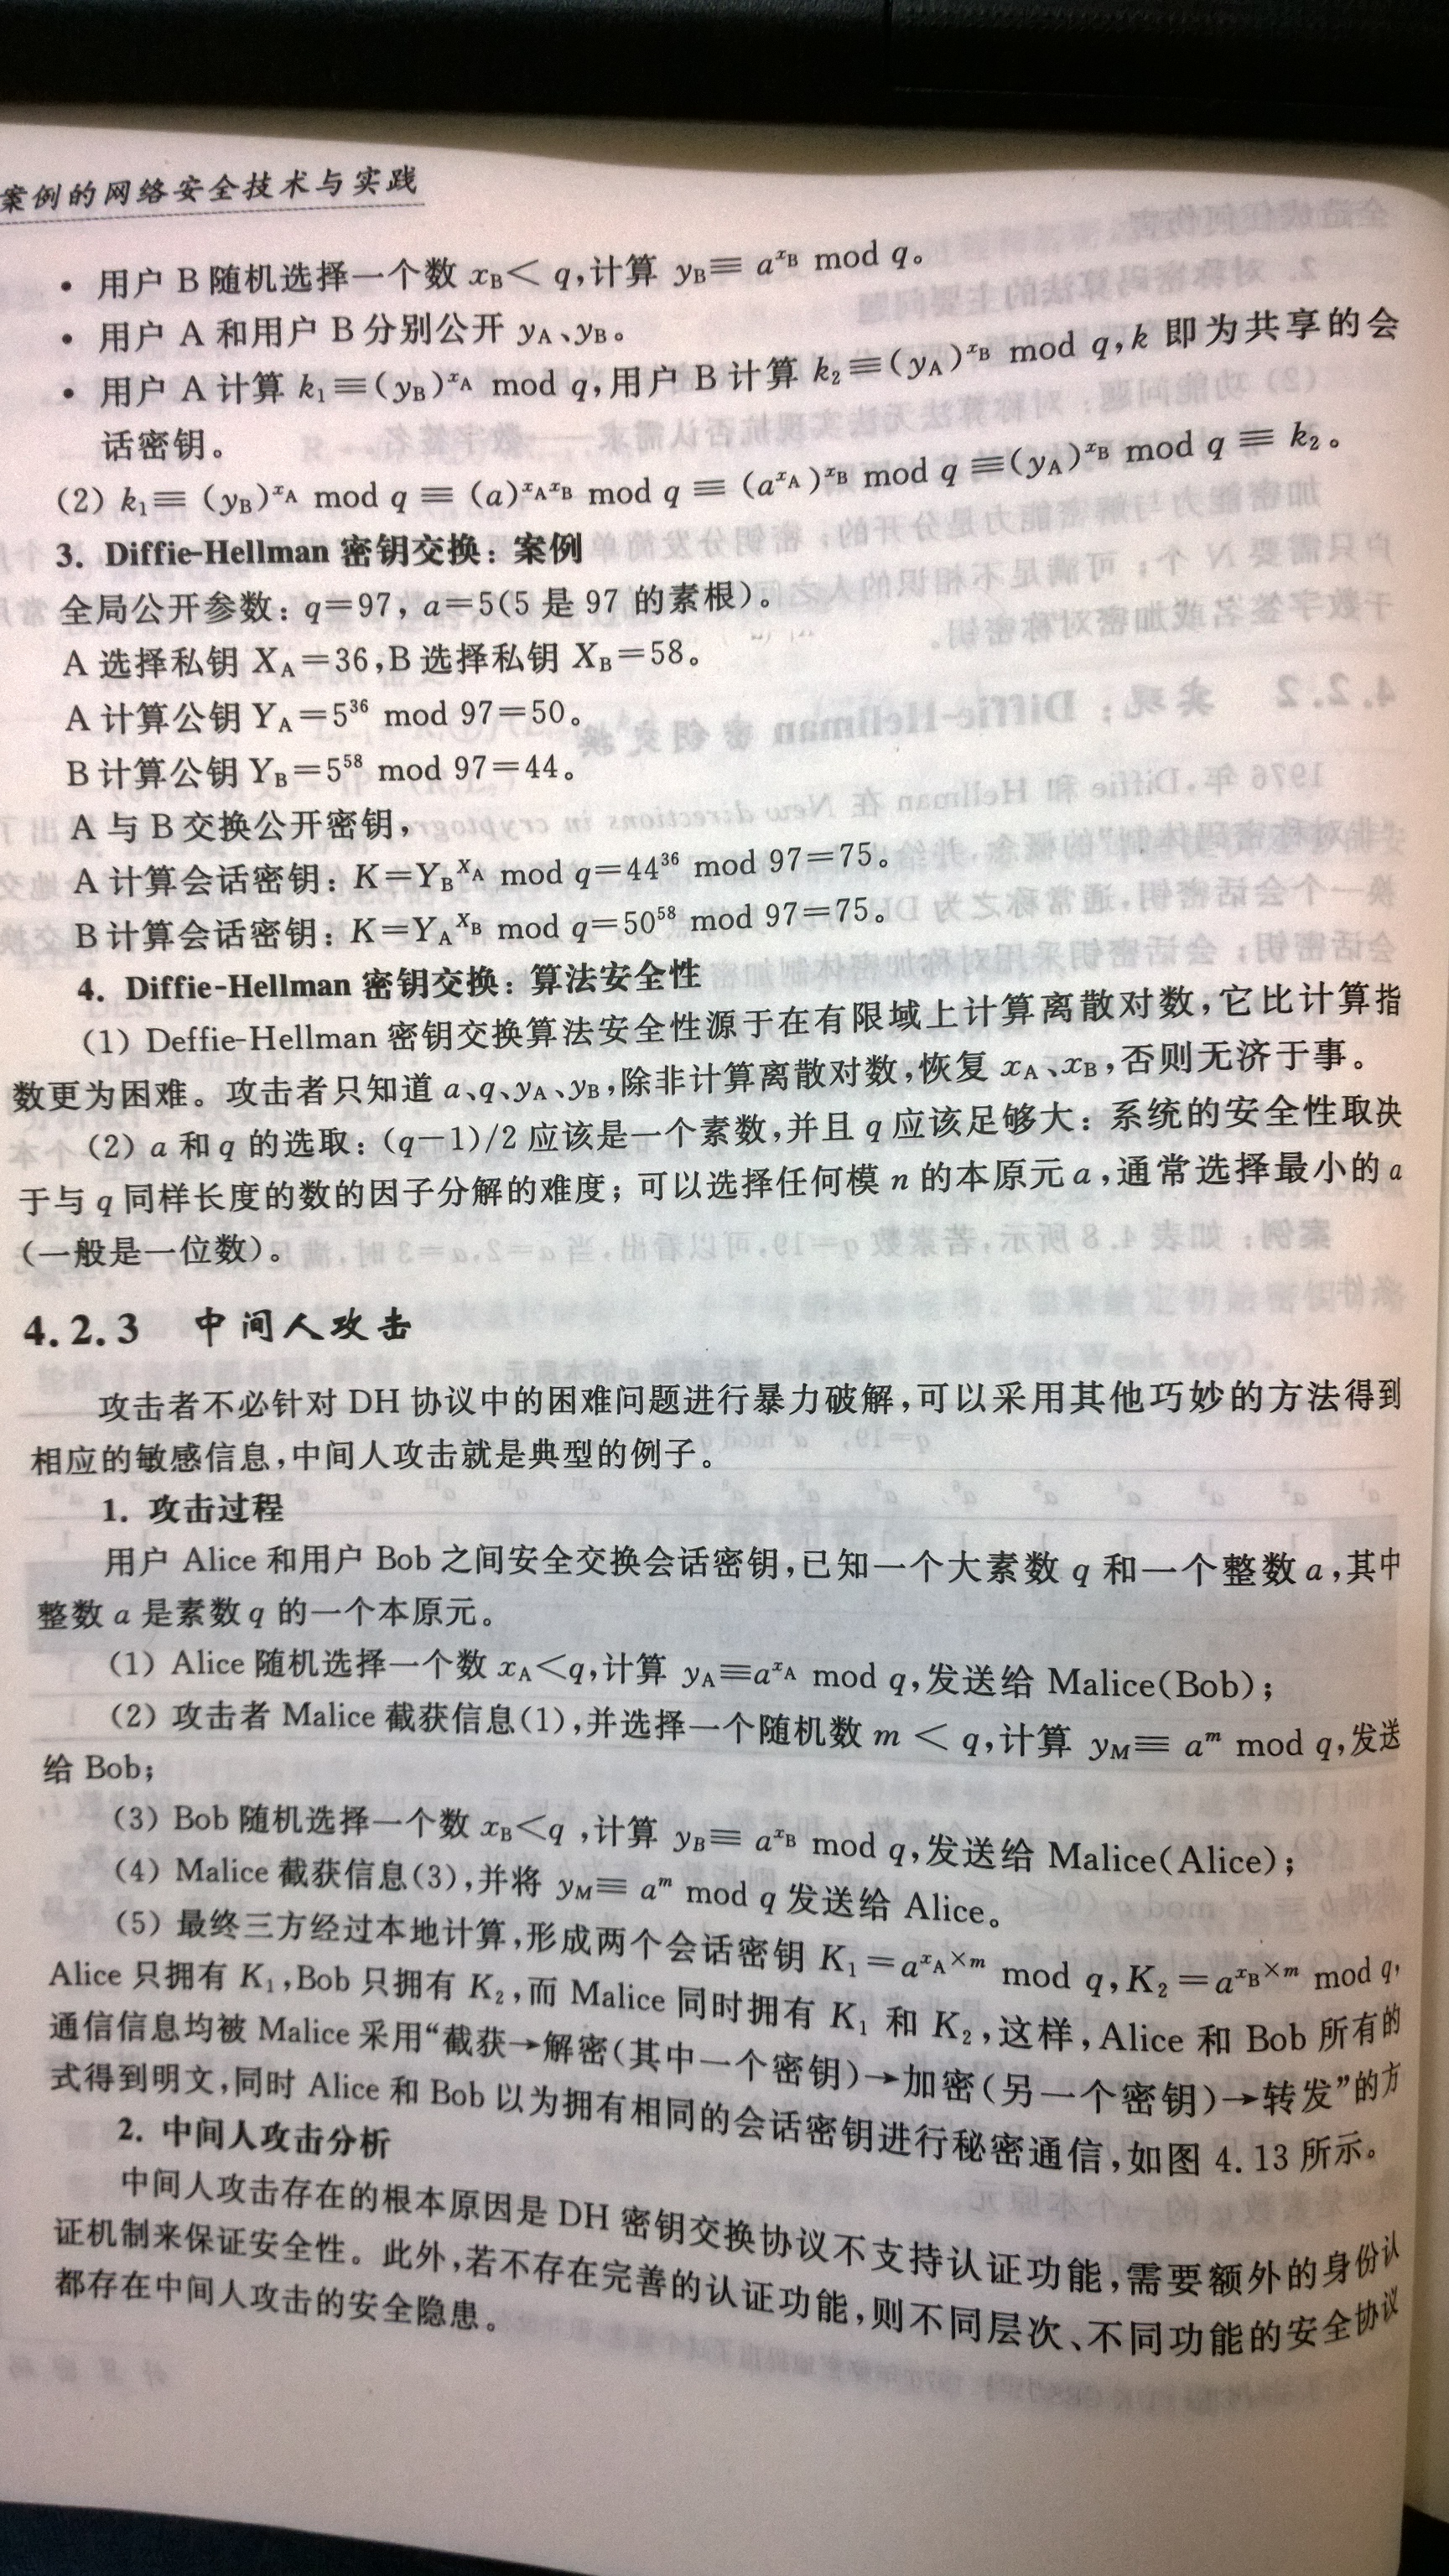 案例的网络安全技术与实践
• 用户 B 随机选择一个数 x_B< q,计算 y_B≡ a^{x_B} mod q。
• 用户 A 和用户 B 分别公开 y_A、y_B。
• 用户 A 计算 k_1≡(y_B)^{x_A} mod q,用户 B 计算 k_2≡(y_A)^{x_B} mod q,k 即为共享的会
话密钥。
(2) k_1≡ (y_B)^{x_A} mod q ≡ (a)^{x_A x_B} mod q ≡ (a^{x_A})^{x_B} mod q ≡(y_A)^{x_B} mod q ≡ k_2。
3. Diffie-Hellman 密钥交换：案例
全局公开参数：q=97, a=5(5 是 97 的素根)。
A 选择私钥 X_A=36,B 选择私钥 X_B=58。
A 计算公钥 Y_A=5^{36} mod 97=50。
B 计算公钥 Y_B=5^{58} mod 97=44。
A 与 B 交换公开密钥,
A 计算会话密钥：K=Y_B^{X_A} mod q=44^{36} mod 97=75。
B 计算会话密钥：K=Y_A^{X_B} mod q=50^{58} mod 97=75。
4. Diffie-Hellman 密钥交换：算法安全性
(1) Deffie-Hellman 密钥交换算法安全性源于在有限域上计算离散对数,它比计算指
数更为困难。攻击者只知道 a、q、y_A、y_B,除非计算离散对数,恢复 x_A、x_B,否则无济于事。
(2) a 和 q 的选取：(q-1)/2 应该是一个素数,并且 q 应该足够大：系统的安全性取决
于与 q 同样长度的数的因子分解的难度；可以选择任何模 n 的本原元 a,通常选择最小的 a
(一般是一位数)。
4.2.3 中间人攻击
攻击者不必针对 DH 协议中的困难问题进行暴力破解,可以采用其他巧妙的方法得到
相应的敏感信息,中间人攻击就是典型的例子。
1. 攻击过程
用户 Alice 和用户 Bob 之间安全交换会话密钥,已知一个大素数 q 和一个整数 a,其中
整数 a 是素数 q 的一个本原元。
(1) Alice 随机选择一个数 x_A<q,计算 y_A≡a^{x_A} mod q,发送给 Malice(Bob)；
(2) 攻击者 Malice 截获信息(1),并选择一个随机数 m < q,计算 y_M≡ a^m mod q,发送
给 Bob；
(3) Bob 随机选择一个数 x_B<q ,计算 y_B≡ a^{x_B} mod q,发送给 Malice(Alice)；
(4) Malice 截获信息(3),并将 y_M≡ a^m mod q 发送给 Alice。
(5) 最终三方经过本地计算,形成两个会话密钥 K_1=a^{x_A×m} mod q,K_2=a^{x_B×m} mod q,
Alice 只拥有 K_1,Bob 只拥有 K_2,而 Malice 同时拥有 K_1 和 K_2,这样,Alice 和 Bob 所有的
通信信息均被 Malice 采用“截获→解密(其中一个密钥)→加密(另一个密钥)→转发”的方
式得到明文,同时 Alice 和 Bob 以为拥有相同的会话密钥进行秘密通信,如图 4.13 所示。
2. 中间人攻击分析
中间人攻击存在的根本原因是 DH 密钥交换协议不支持认证功能,需要额外的身份认
证机制来保证安全性。此外,若不存在完善的认证功能,则不同层次、不同功能的安全协议
都存在中间人攻击的安全隐患。